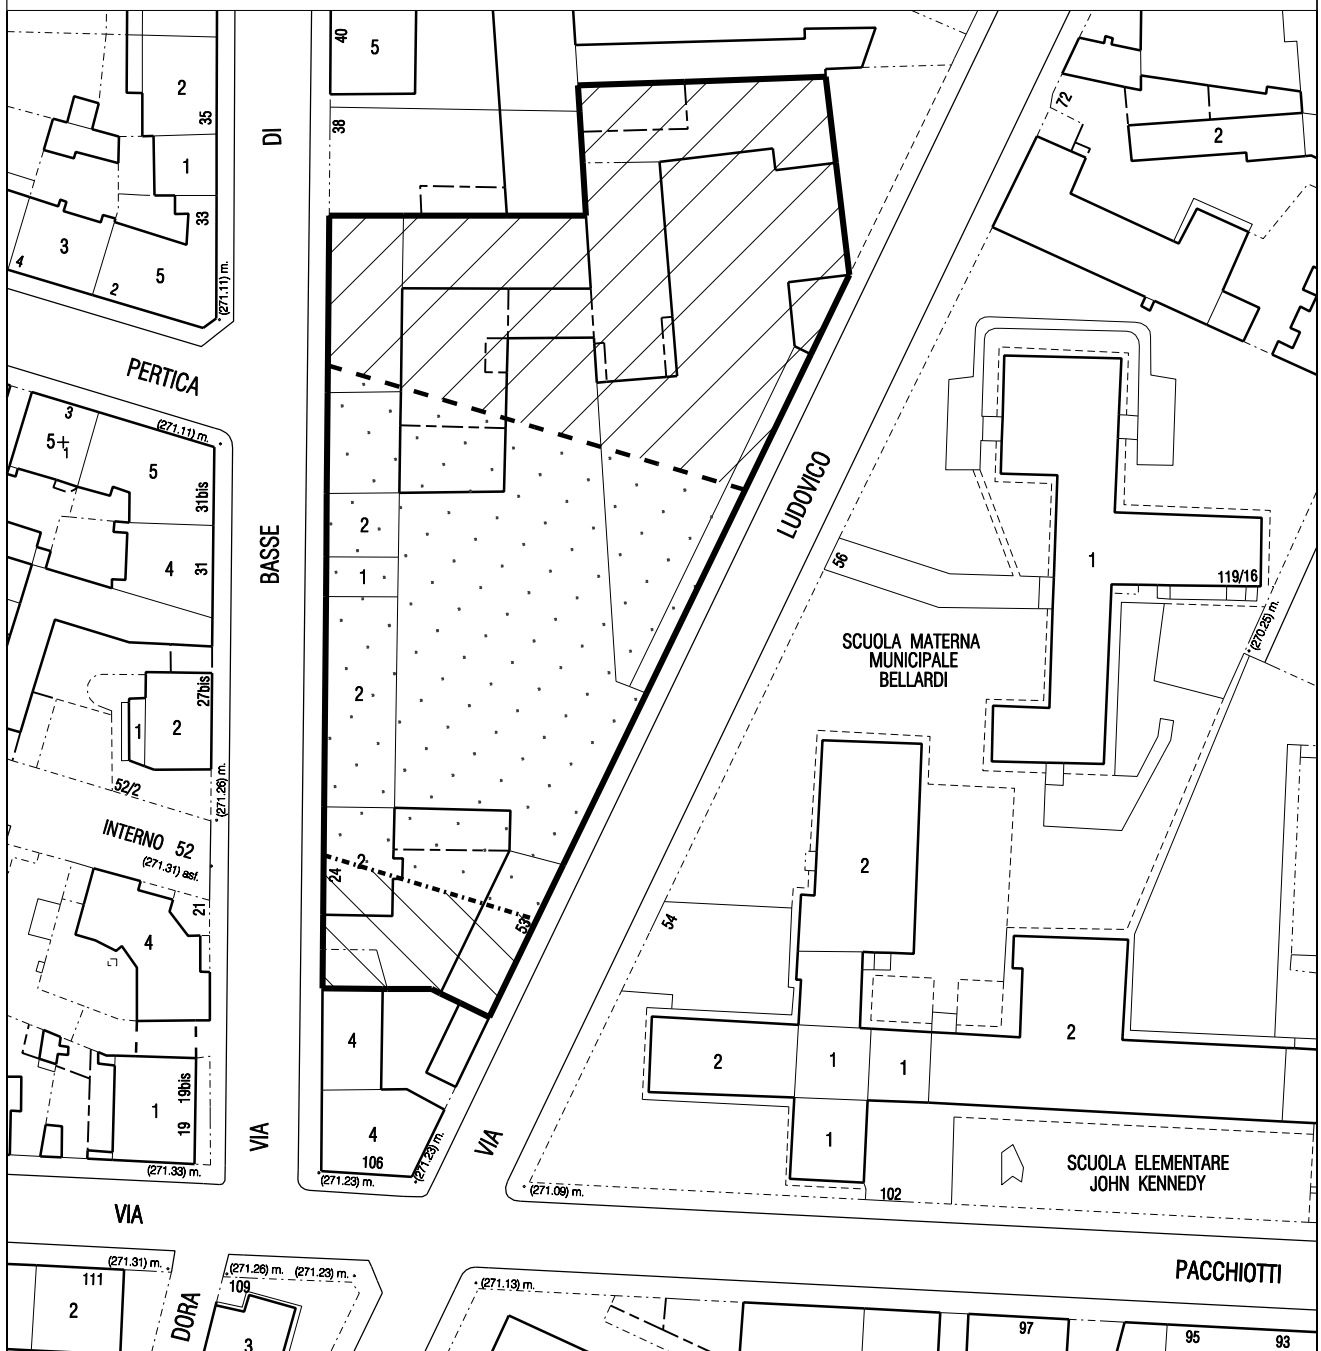 40
5
2
35
DI
38
72
2
1
33
3
5
4
2
(271.11) m.
PERTICA
3
(271.11) m.
5+1
5
31bis
2
LUDOVICO
BASSE
4
31
1
56
1
119/16
(270.25) m.
SCUOLA MATERNA
MUNICIPALE
BELLARDI
27bis
2
1
2
52/2
(271.26) m.
INTERNO 52
(271.31) asf.
2
24
2
21
53
54
4
4
2
1
1
2
19bis
1
19
4
106
VIA
VIA
1
(271.33) m.
(271.23) m.
(271.23) m.
(271.09) m.
102
SCUOLA ELEMENTARE
JOHN KENNEDY
VIA
(271.31) m.
111
(271.26) m.
(271.23) m.
109
(271.13) m.
PACCHIOTTI
2
DORA
3
97
95
93